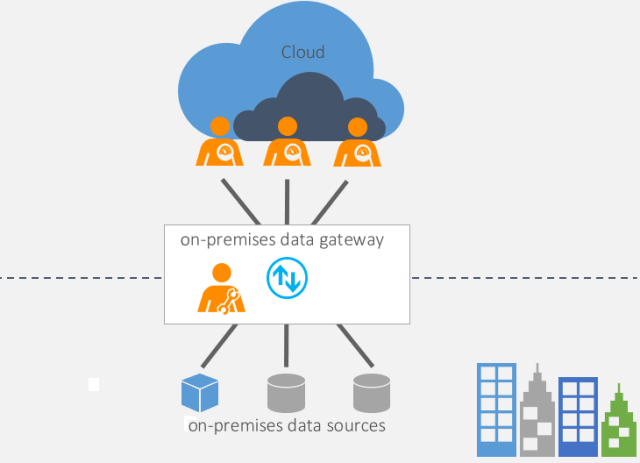 Cloud
on-premises data gateway
on-premises data sources